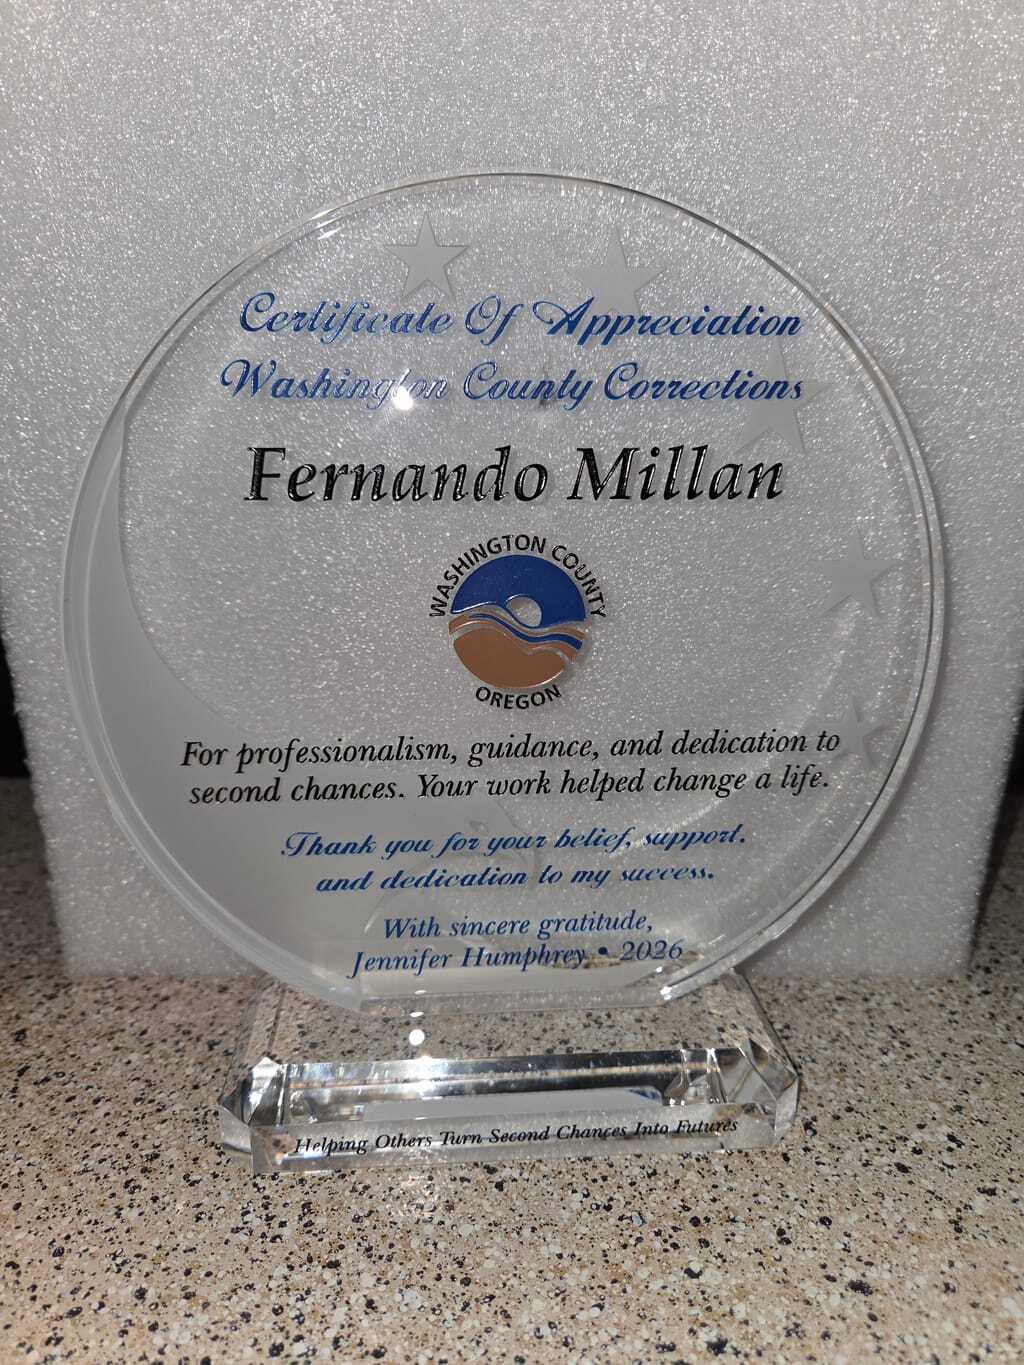 Certificate Of Appreciation
Washington County Corrections
Fernando Millan
WASHINGTON COUNTY
OREGON
For professionalism, guidance, and dedication to
second chances. Your work helped change a life.
Thank you for your belief, support.
and dedication to my success.
With sincere gratitude,
Jennifer Humphrey • 2026
Helping Others Turn Second Chances Into Futures